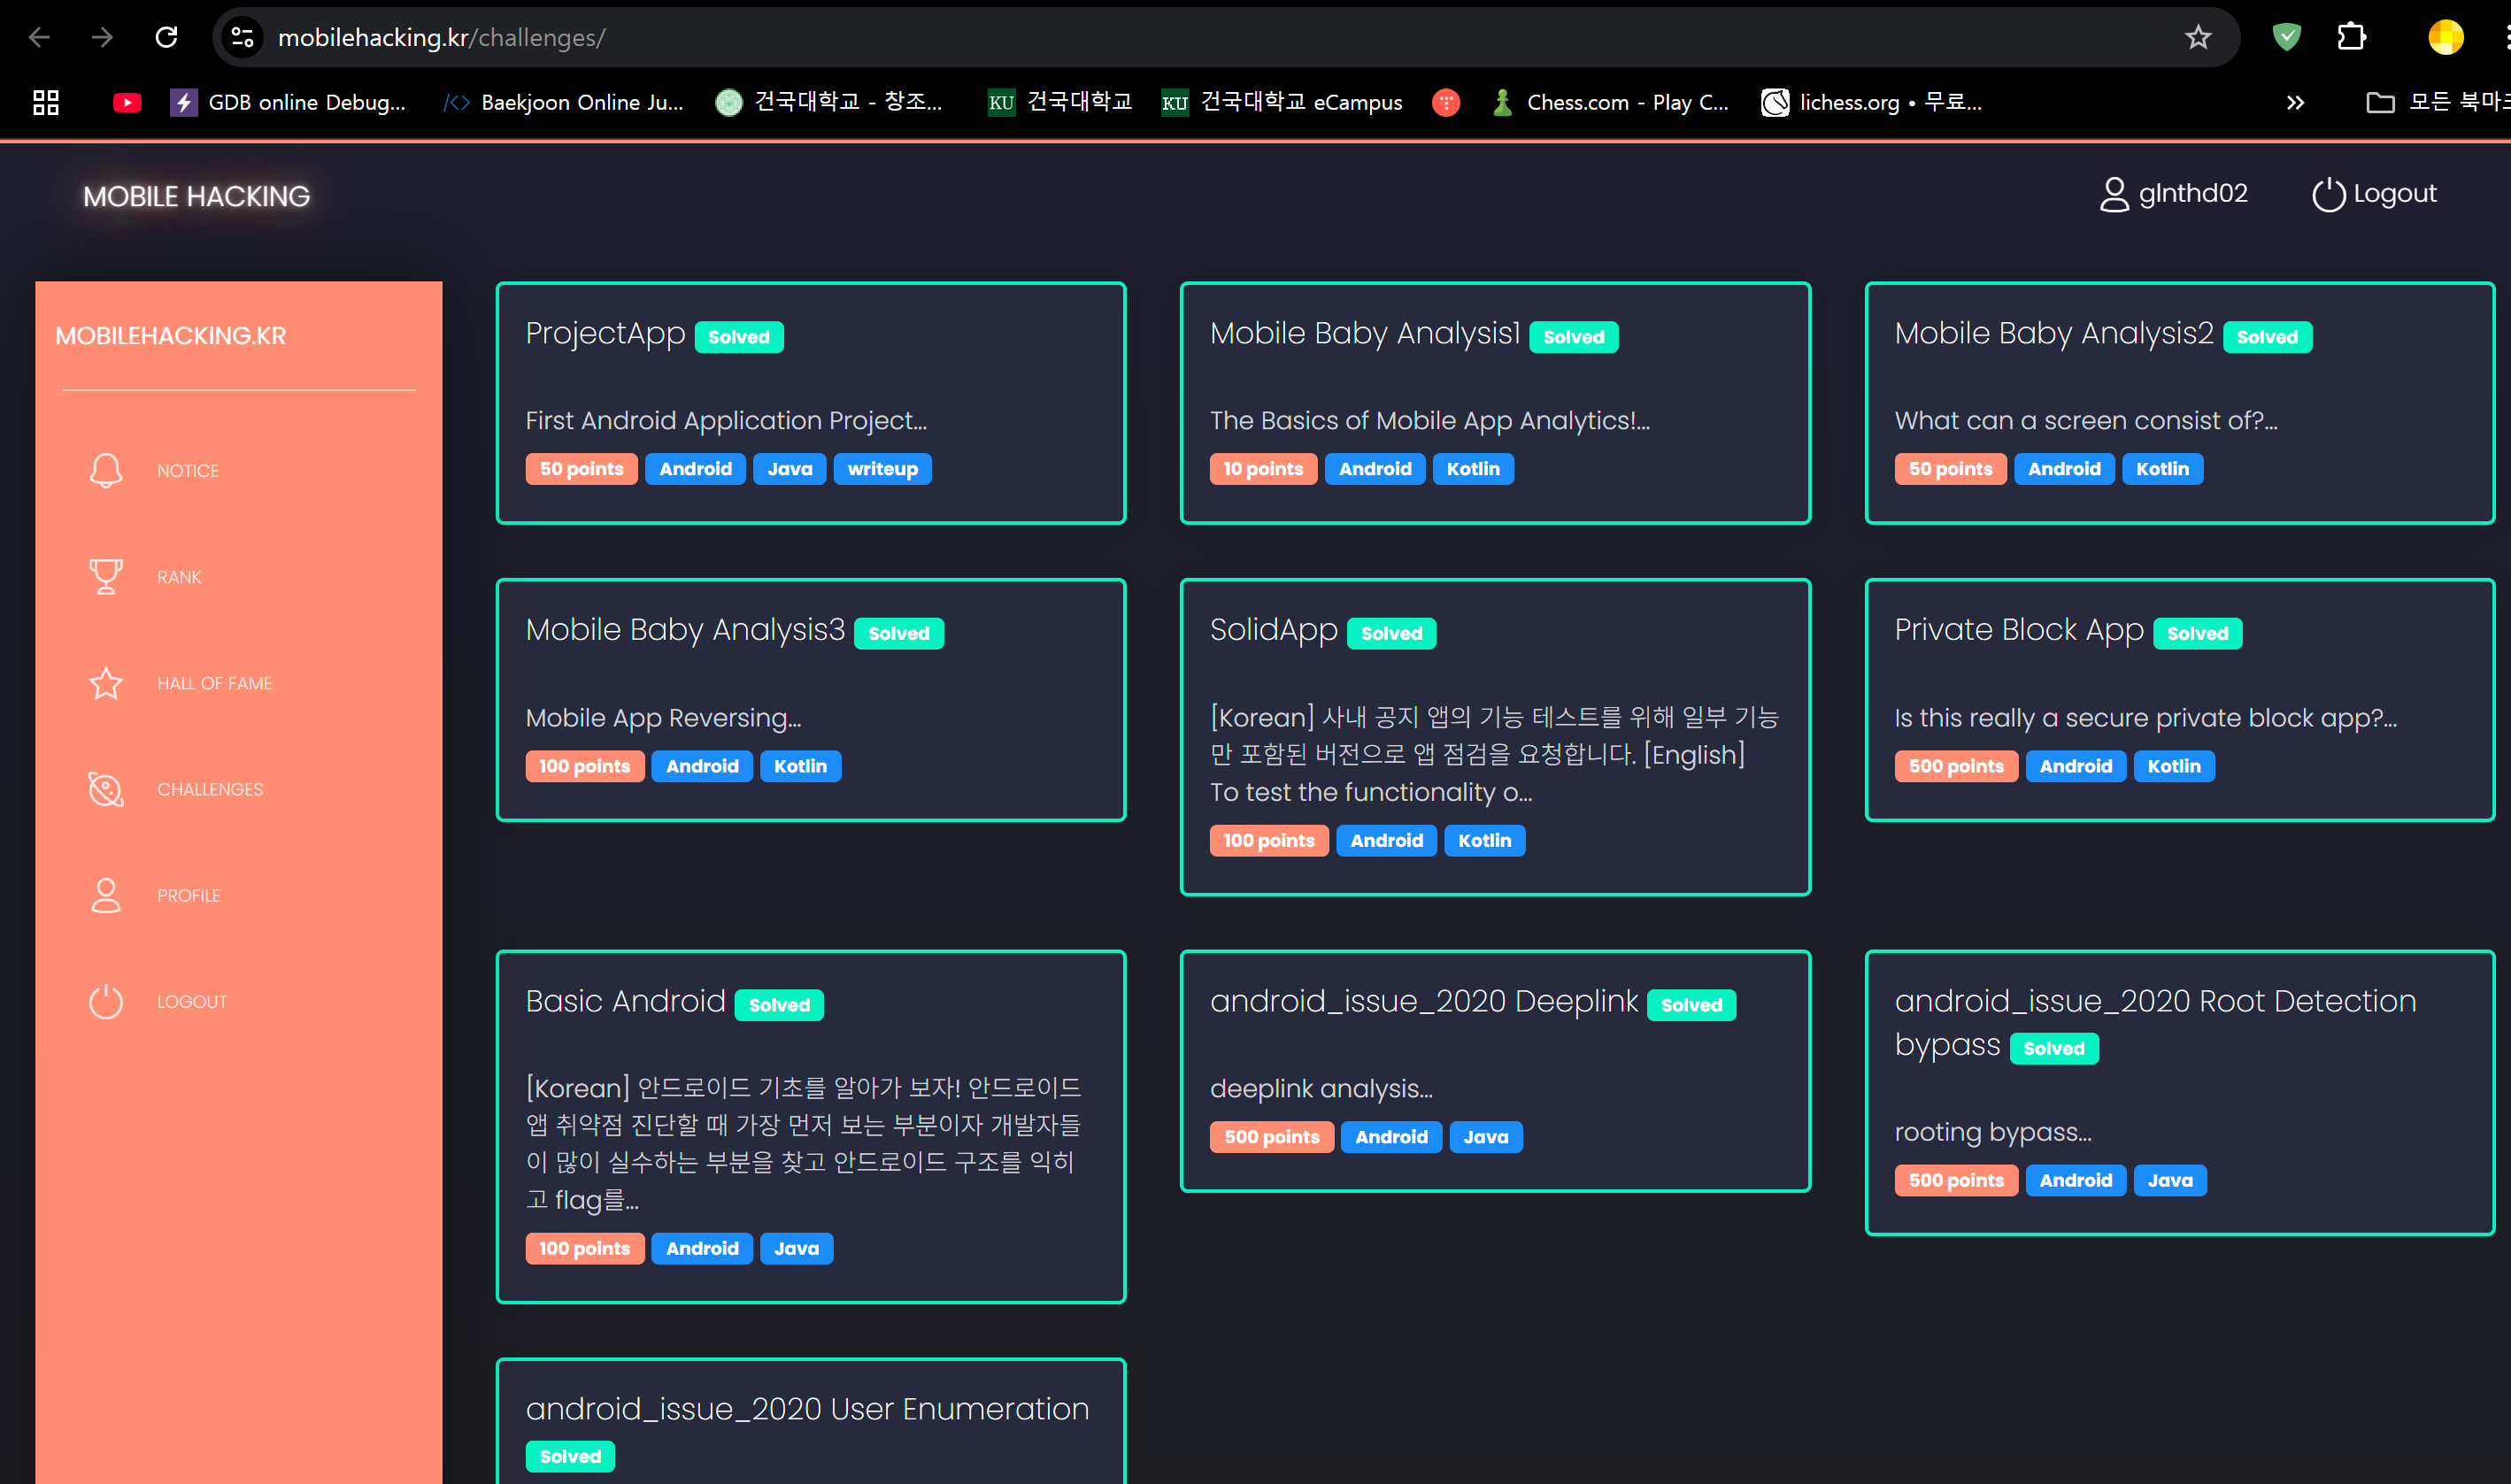 mobilehacking.kr/challenges/
GDB online Debug...
Baekjoon Online Ju...
건국대학교 - 창조...
KU 건국대학교
KU 건국대학교 eCampus
Chess.com - Play C...
lichess.org • 무료...
모든 북마크
MOBILE HACKING
glnthd02
Logout
MOBILEHACKING.KR
NOTICE
RANK
HALL OF FAME
CHALLENGES
PROFILE
LOGOUT
ProjectApp Solved
First Android Application Project...
50 points Android Java writeup
Mobile Baby Analysis1 Solved
The Basics of Mobile App Analytics!...
10 points Android Kotlin
Mobile Baby Analysis2 Solved
What can a screen consist of?...
50 points Android Kotlin
Mobile Baby Analysis3 Solved
Mobile App Reversing...
100 points Android Kotlin
SolidApp Solved
[Korean] 사내 공지 앱의 기능 테스트를 위해 일부 기능
만 포함된 버전으로 앱 점검을 요청합니다. [English]
To test the functionality o...
100 points Android Kotlin
Private Block App Solved
Is this really a secure private block app?...
500 points Android Kotlin
Basic Android Solved
[Korean] 안드로이드 기초를 알아가 보자! 안드로이드
앱 취약점 진단할 때 가장 먼저 보는 부분이자 개발자들
이 많이 실수하는 부분을 찾고 안드로이드 구조를 익히
고 flag를...
100 points Android Java
android_issue_2020 Deeplink Solved
deeplink analysis...
500 points Android Java
android_issue_2020 Root Detection
bypass Solved
rooting bypass...
500 points Android Java
android_issue_2020 User Enumeration
Solved